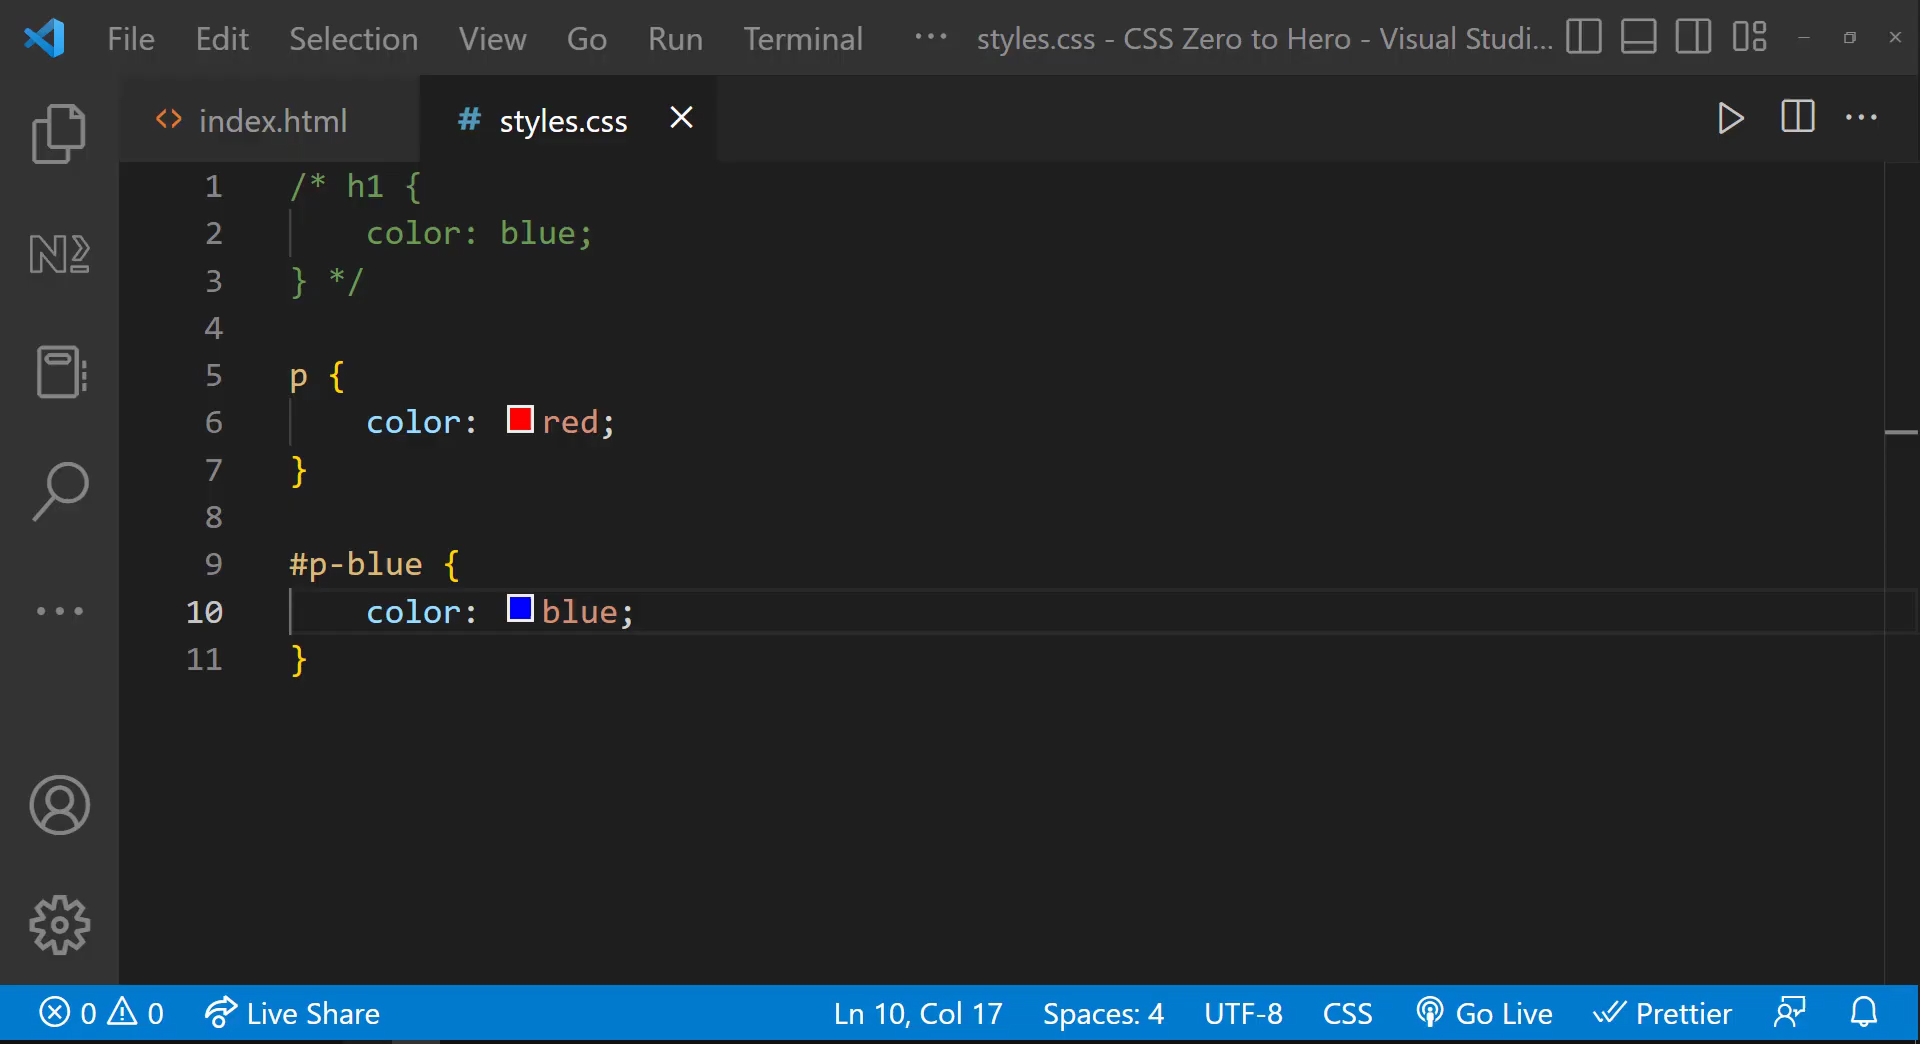 File Edit Selection View Go Run Terminal ··· styles.css - CSS Zero to Hero - Visual Studi...
index.html # styles.css
1 /* h1 {
2     color: blue;
3 } */
4
5 p {
6     color: red;
7 }
8
9 #p-blue {
10     color: blue;
11 }
0 0 Live Share Ln 10, Col 17 Spaces: 4 UTF-8 CSS Go Live Prettier